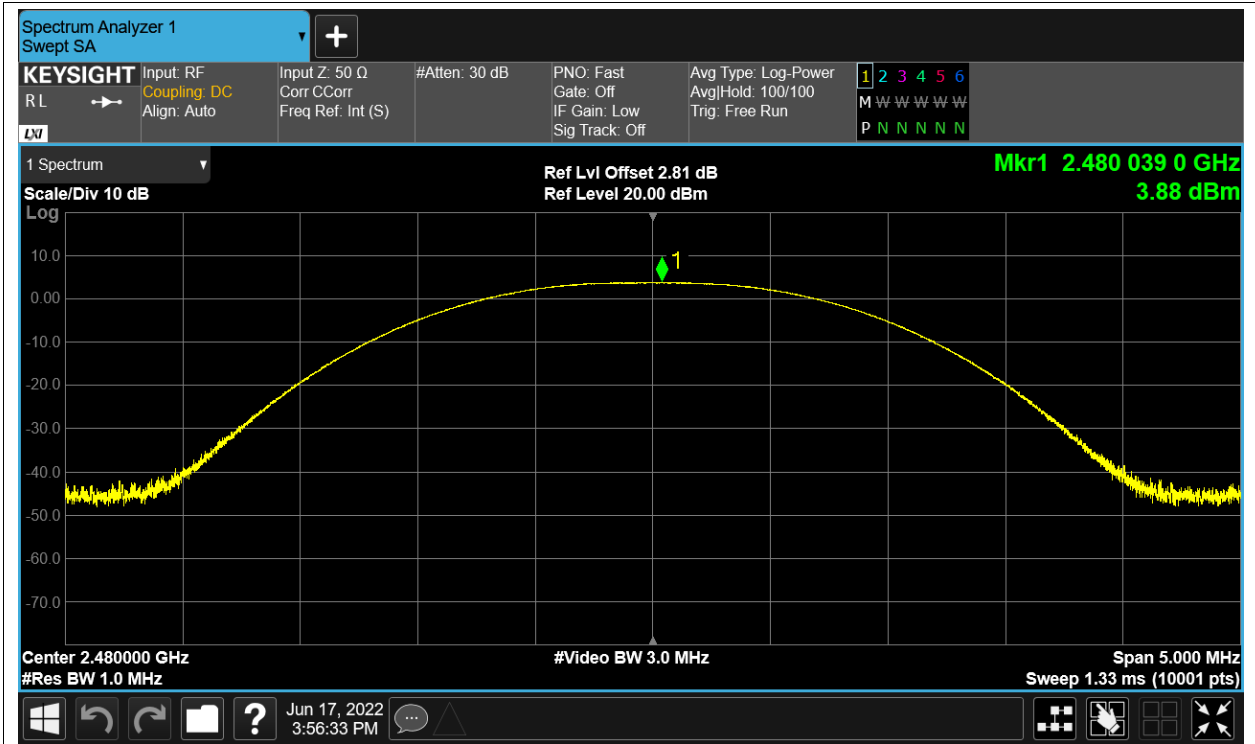 Spectrum Analyzer 1
Swept SA
+
KEYSIGHT
R L
LXI
Input: RF
Coupling: DC
Align: Auto
Input Z: 50 Ω
Corr CCorr
Freq Ref: Int (S)
#Atten: 30 dB
PNO: Fast
Gate: Off
IF Gain: Low
Sig Track: Off
Avg Type: Log-Power
Avg|Hold: 100/100
Trig: Free Run
1 2 3 4 5 6
M W W W W W
P N N N N N
1 Spectrum
Scale/Div 10 dB
Log
Ref Lvl Offset 2.81 dB
Ref Level 20.00 dBm
Mkr1 2.480 039 0 GHz
3.88 dBm
1
10.0
0.00
-10.0
-20.0
-30.0
-40.0
-50.0
-60.0
-70.0
Center 2.480000 GHz
#Video BW 3.0 MHz
Span 5.000 MHz
#Res BW 1.0 MHz
Sweep 1.33 ms (10001 pts)
?
Jun 17, 2022
3:56:33 PM